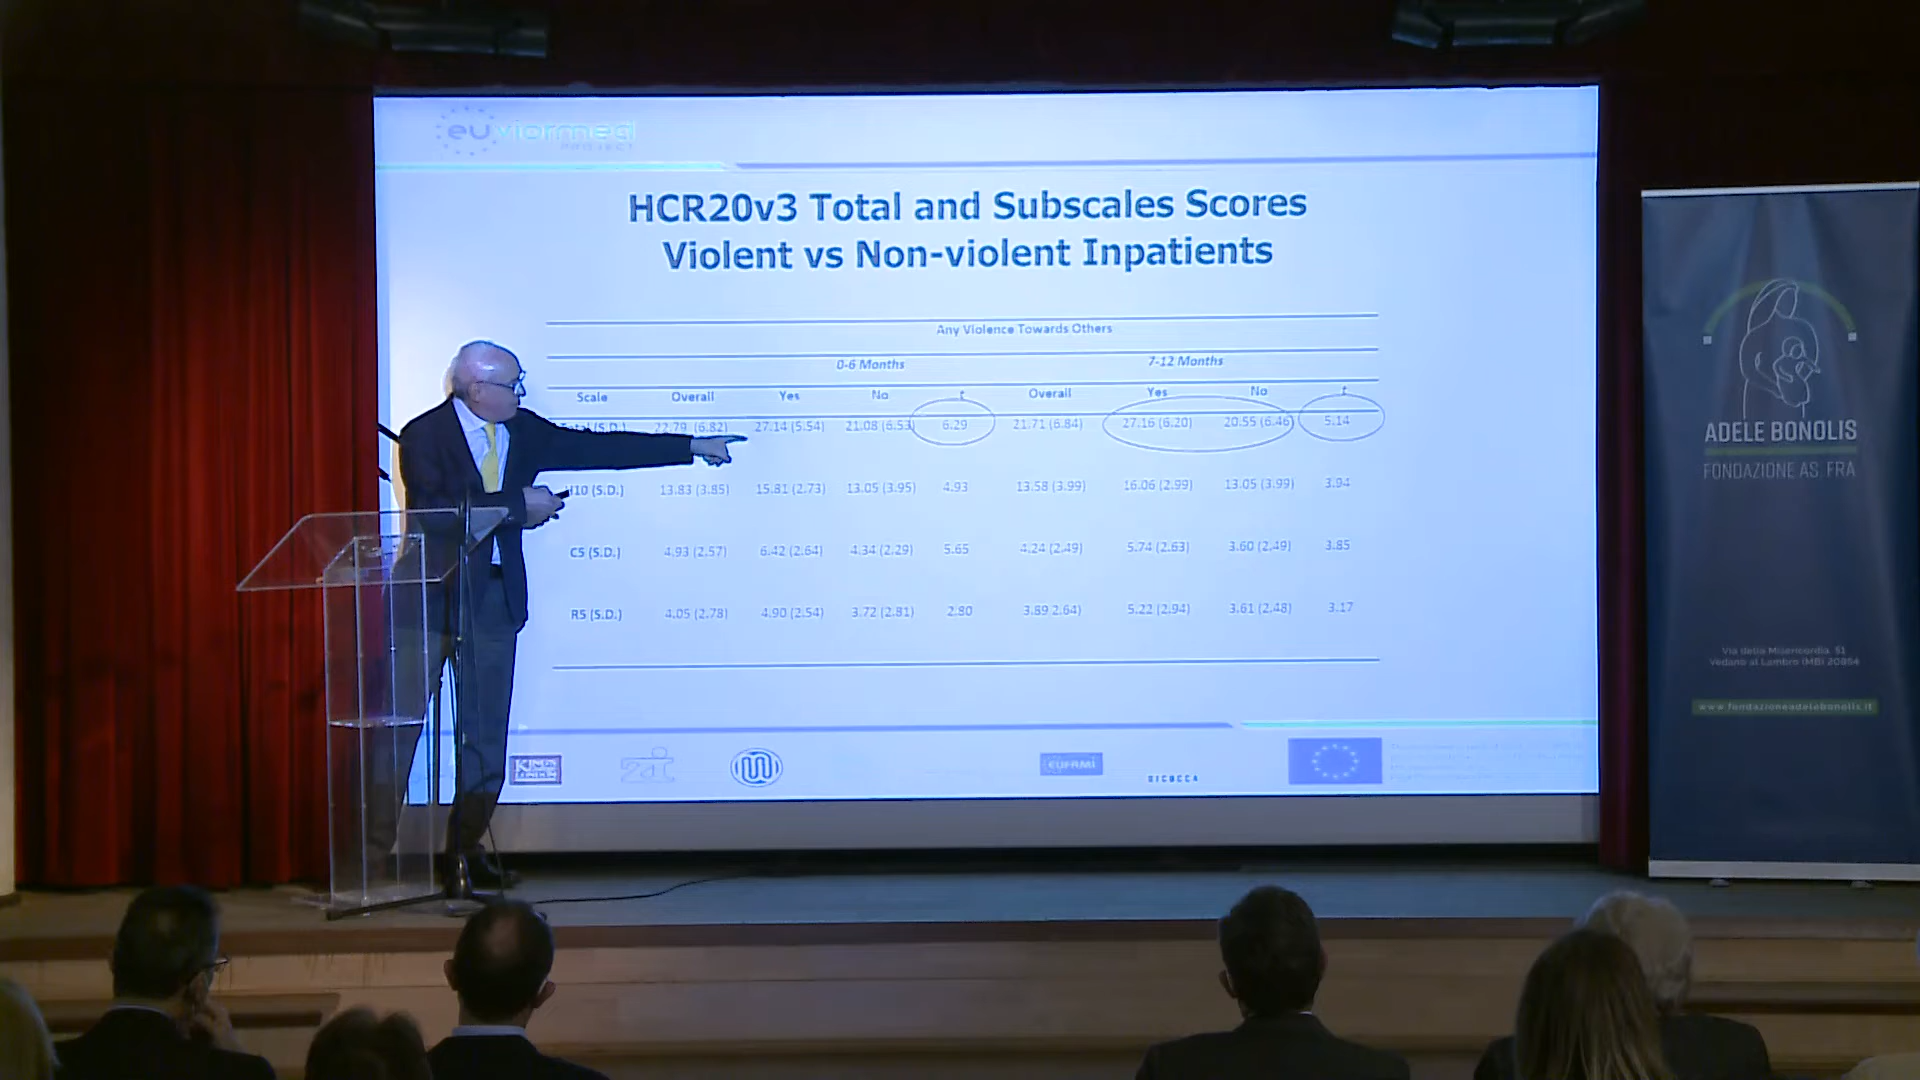 euviormed
PROJECT
HCR20v3 Total and Subscales Scores
Violent vs Non-violent Inpatients
Any Violence Towards Others
0-6 Months 7-12 Months
Scale Overall Yes No t Overall Yes No t
Total (S.D.) 22.79 (6.82) 27.14 (5.54) 21.08 (6.53) 6.29 21.71 (6.84) 27.16 (6.20) 20.55 (6.46) 5.14
H10 (S.D.) 13.83 (3.85) 15.81 (2.73) 13.05 (3.95) 4.93 13.58 (3.99) 16.06 (2.99) 13.05 (3.99) 3.94
C5 (S.D.) 4.93 (2.57) 6.42 (2.64) 4.34 (2.29) 5.65 4.24 (2.49) 5.74 (2.63) 3.60 (2.49) 3.85
R5 (S.D.) 4.05 (2.78) 4.90 (2.54) 3.72 (2.81) 2.80 3.89 2.64) 5.22 (2.94) 3.61 (2.48) 3.17
KING'S
College
LONDON
EUFAMI
BICOCCA
ADELE BONOLIS
FONDAZIONE AS. FRA
Via della Misericordia, 51
Vedano al Lambro (MB) 20854
www.fondazioneadelebonolis.it